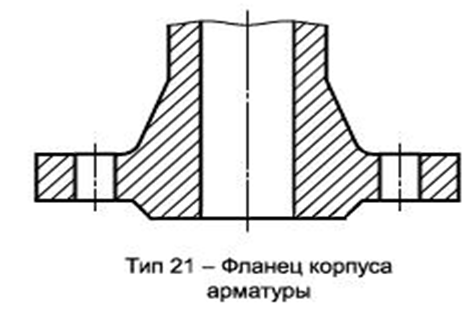 Тип 21 – Фланец корпуса
арматуры